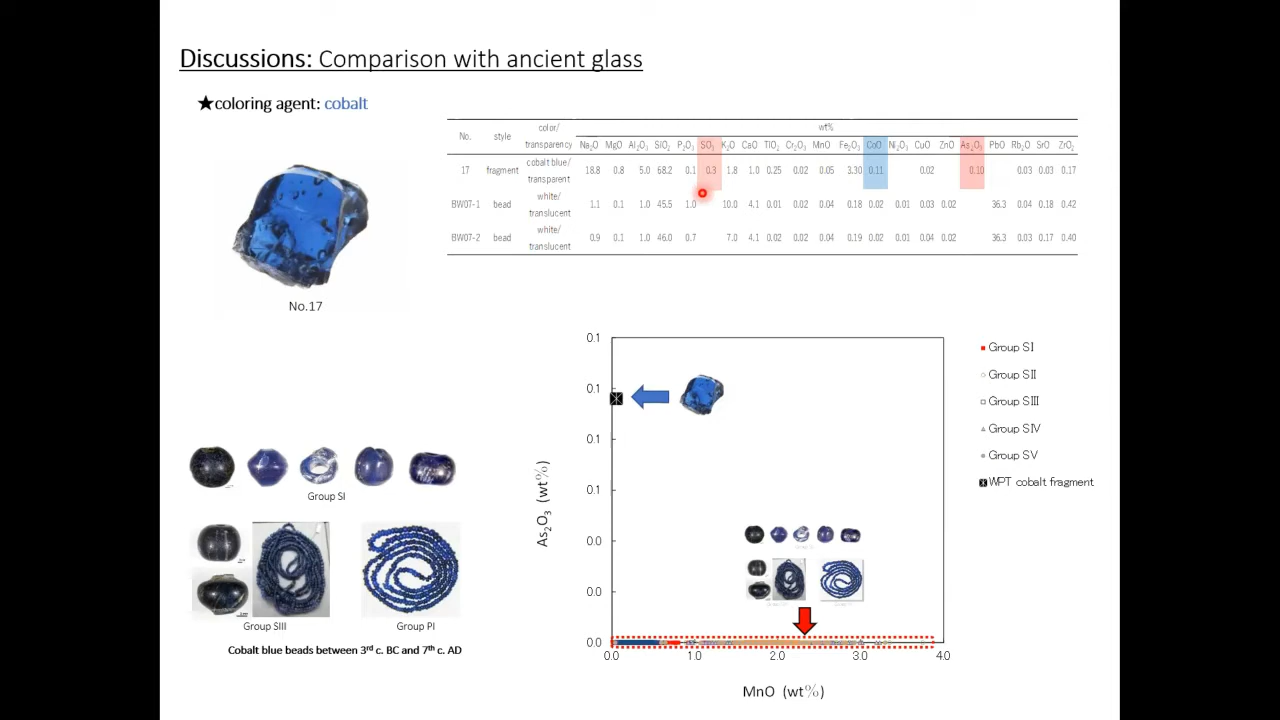 Discussions: Comparison with ancient glass
★coloring agent: cobalt
No. style color/ transparency wt%
Na₂O MgO Al₂O₃ SiO₂ P₂O₅ SO₃ K₂O CaO TiO₂ Cr₂O₃ MnO Fe₂O₃ CoO Ni₂O₃ CuO ZnO As₂O₃ PbO Rb₂O SrO ZrO₂
17 fragment cobalt blue/ transparent 18.8 0.8 5.0 68.2 0.1 0.3 1.8 1.0 0.25 0.02 0.05 3.30 0.11 0.02 0.10 0.03 0.03 0.17
BW07-1 bead white/ translucent 1.1 0.1 1.0 45.5 1.0 10.0 4.1 0.01 0.02 0.04 0.18 0.02 0.01 0.03 0.02 36.3 0.04 0.18 0.42
BW07-2 bead white/ translucent 0.9 0.1 1.0 46.0 0.7 7.0 4.1 0.02 0.02 0.04 0.19 0.02 0.01 0.04 0.02 36.3 0.03 0.17 0.40
No.17
Group SI
Group SIII
Group PI
Cobalt blue beads between 3rd c. BC and 7th c. AD
As₂O₃ (wt%)
0.1
0.1
0.1
0.1
0.0
0.0
0.0
0.0 1.0 2.0 3.0 4.0
MnO (wt%)
Group SI
Group SII
Group SIII
Group SIV
Group SV
WPT cobalt fragment